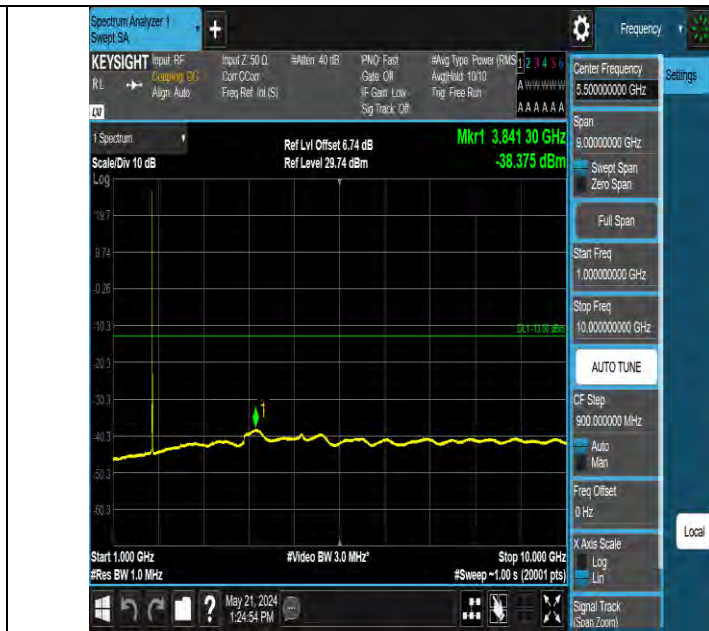 Spectrum Analyzer 1
Swept SA
+
Frequency
KEYSIGHT
RL
Input: RF
Coupling: DC
Align: Auto
Input Z: 50 Ω
Corr CCorr
Freq Ref: Int (S)
#Atten: 40 dB
PNO: Fast
Gate: Off
IF Gain: Low
Sig Track: Off
#Avg Type: Power (RMS)
Avg|Hold: 10/10
Trig: Free Run
1 2 3 4 5 6
A W W W W W
A A A A A A
Center Frequency
5.500000000 GHz
Settings
Span
9.00000000 GHz
Swept Span
Zero Span
Full Span
Start Freq
1.000000000 GHz
Stop Freq
10.000000000 GHz
AUTO TUNE
CF Step
900.000000 MHz
Auto
Man
Freq Offset
0 Hz
X Axis Scale
Log
Lin
Local
Signal Track
(Span Zoom)
1 Spectrum
Scale/Div 10 dB
Ref Lvl Offset 6.74 dB
Ref Level 29.74 dBm
Mkr1 3.841 30 GHz
-38.375 dBm
Log
19.7
9.74
-0.26
-10.3
DL1 -13.00 dBm
-20.3
-30.3
1
-40.3
-50.3
-60.3
Start 1.000 GHz
#Video BW 3.0 MHz*
Stop 10.000 GHz
#Res BW 1.0 MHz
#Sweep ~1.00 s (20001 pts)
?
May 21, 2024
1:24:54 PM